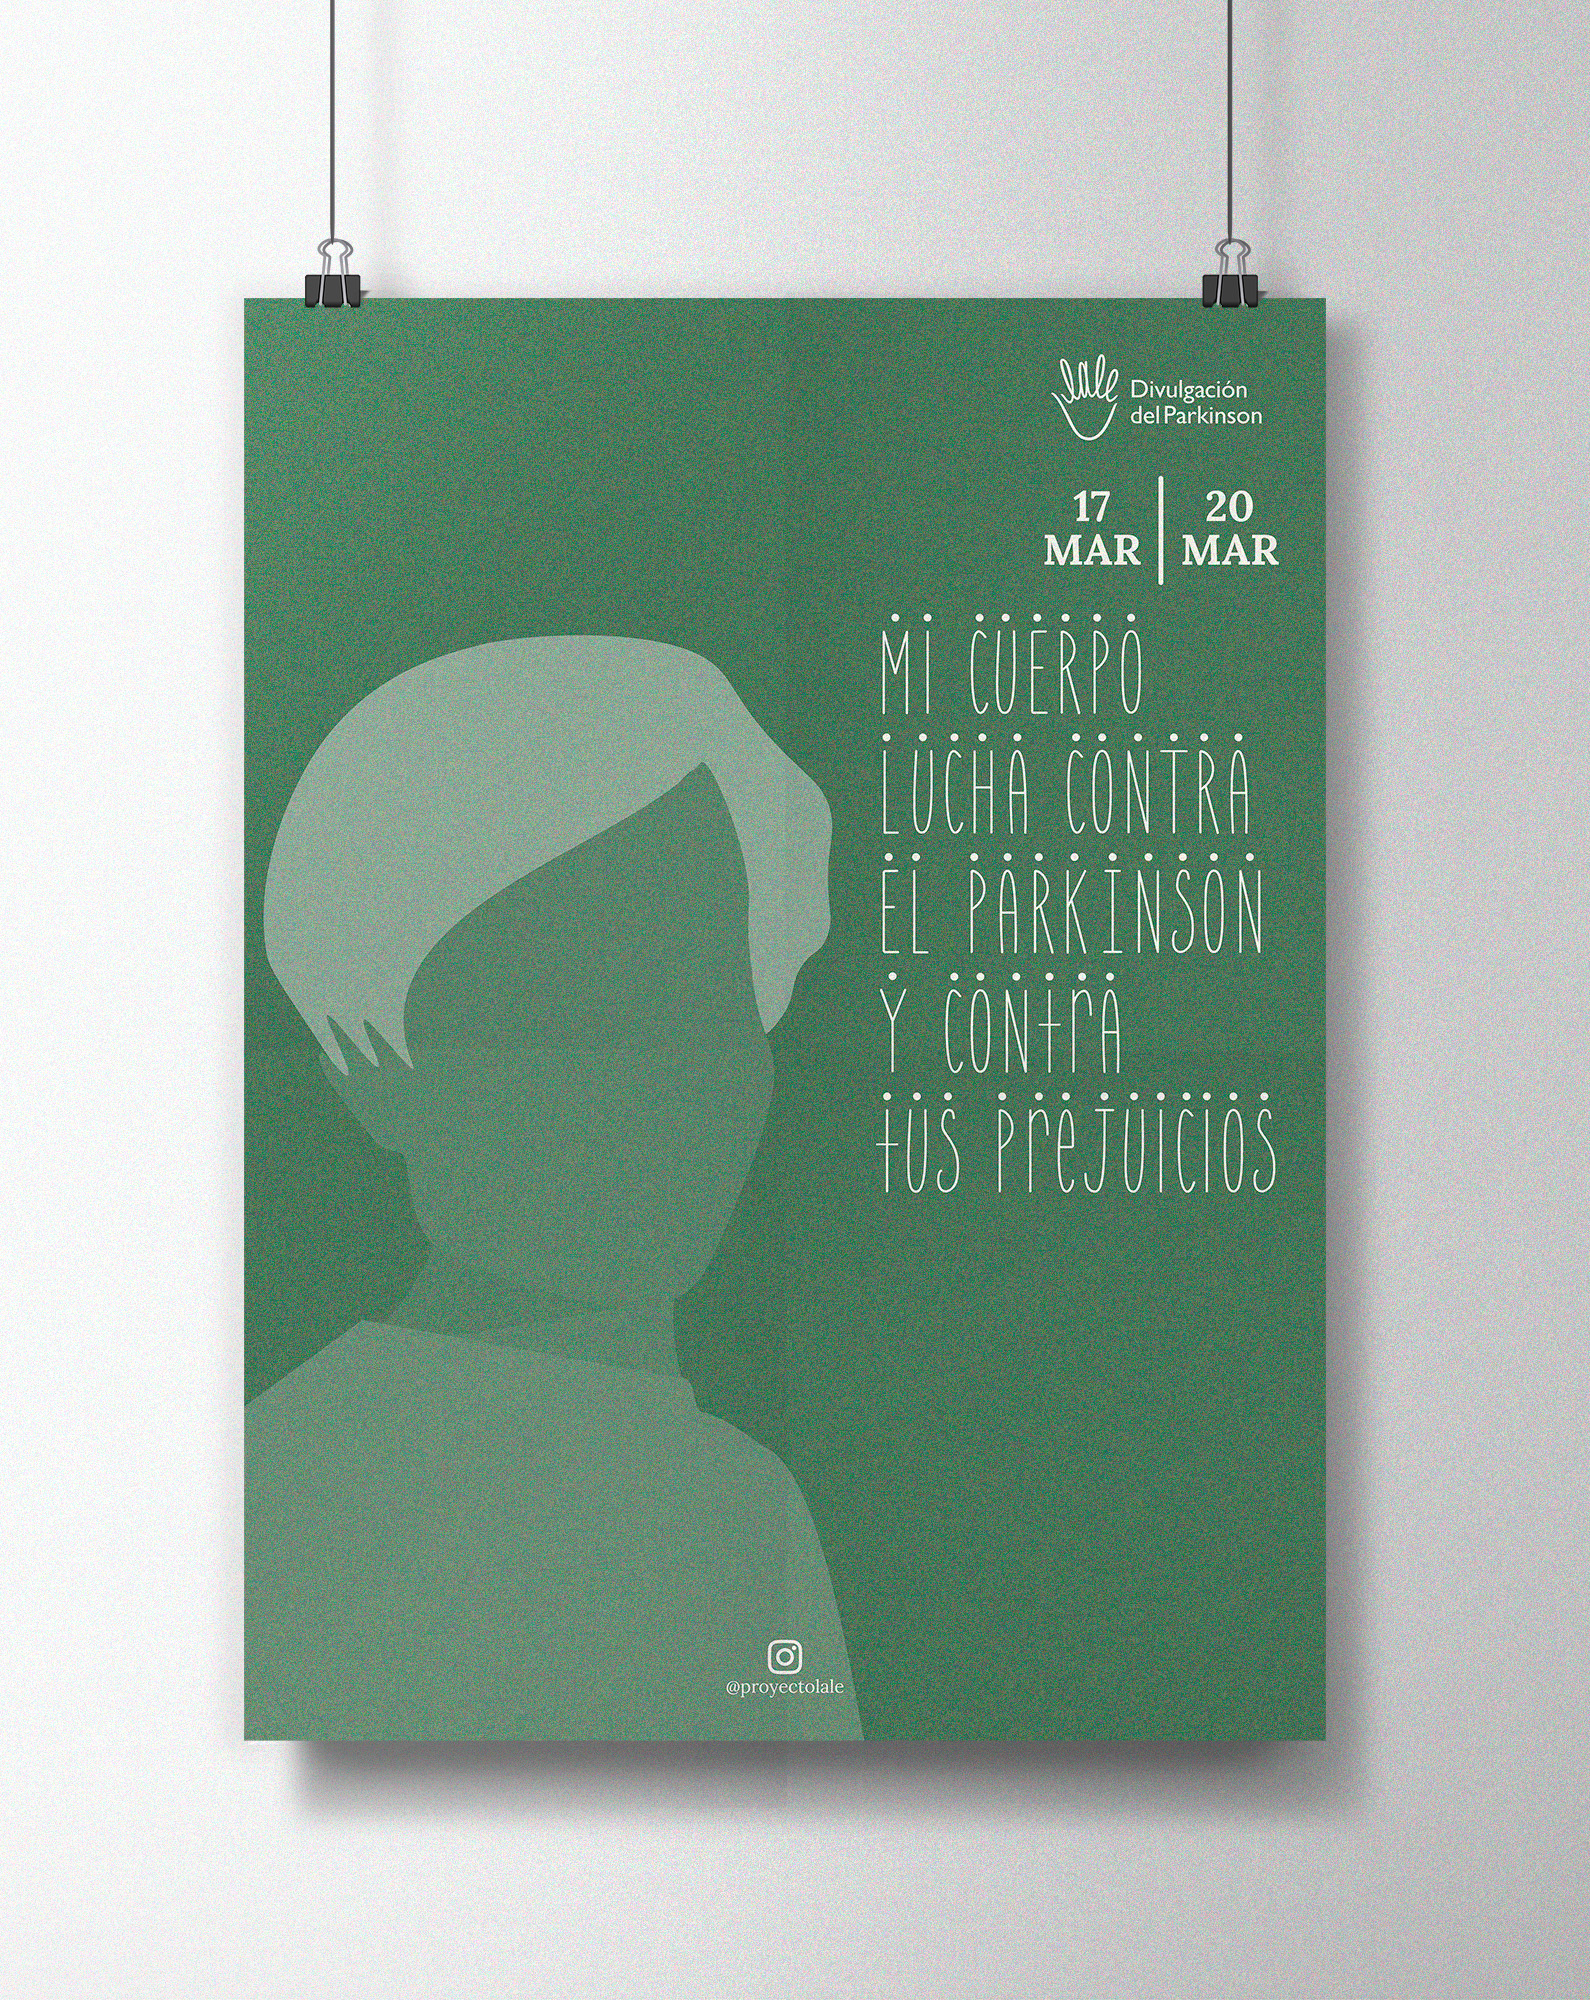 lale
Divulgación
del Parkinson
17 MAR | 20 MAR
MI CUERPO
LUCHA CONTRA
EL PARKINSON
Y CONtrA
tUS PreJUICIOS
@proyectolale